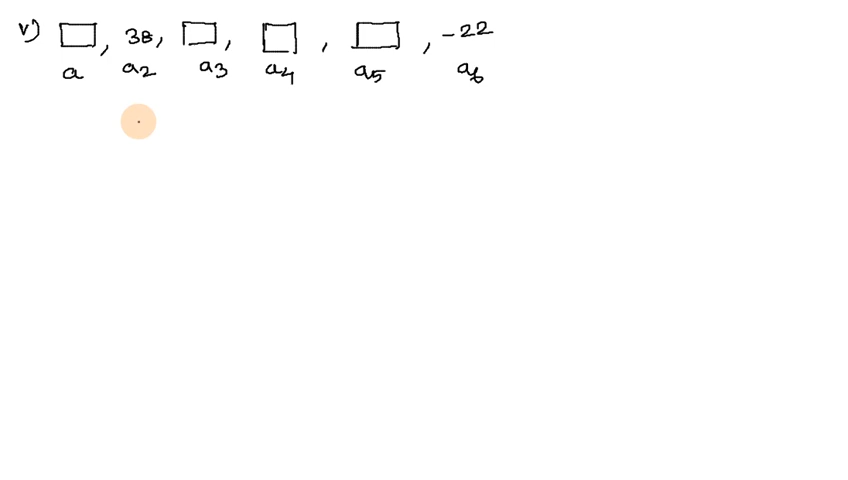 v) □, 38, □, □, □, -22
a a2 a3 a4 a5 a6